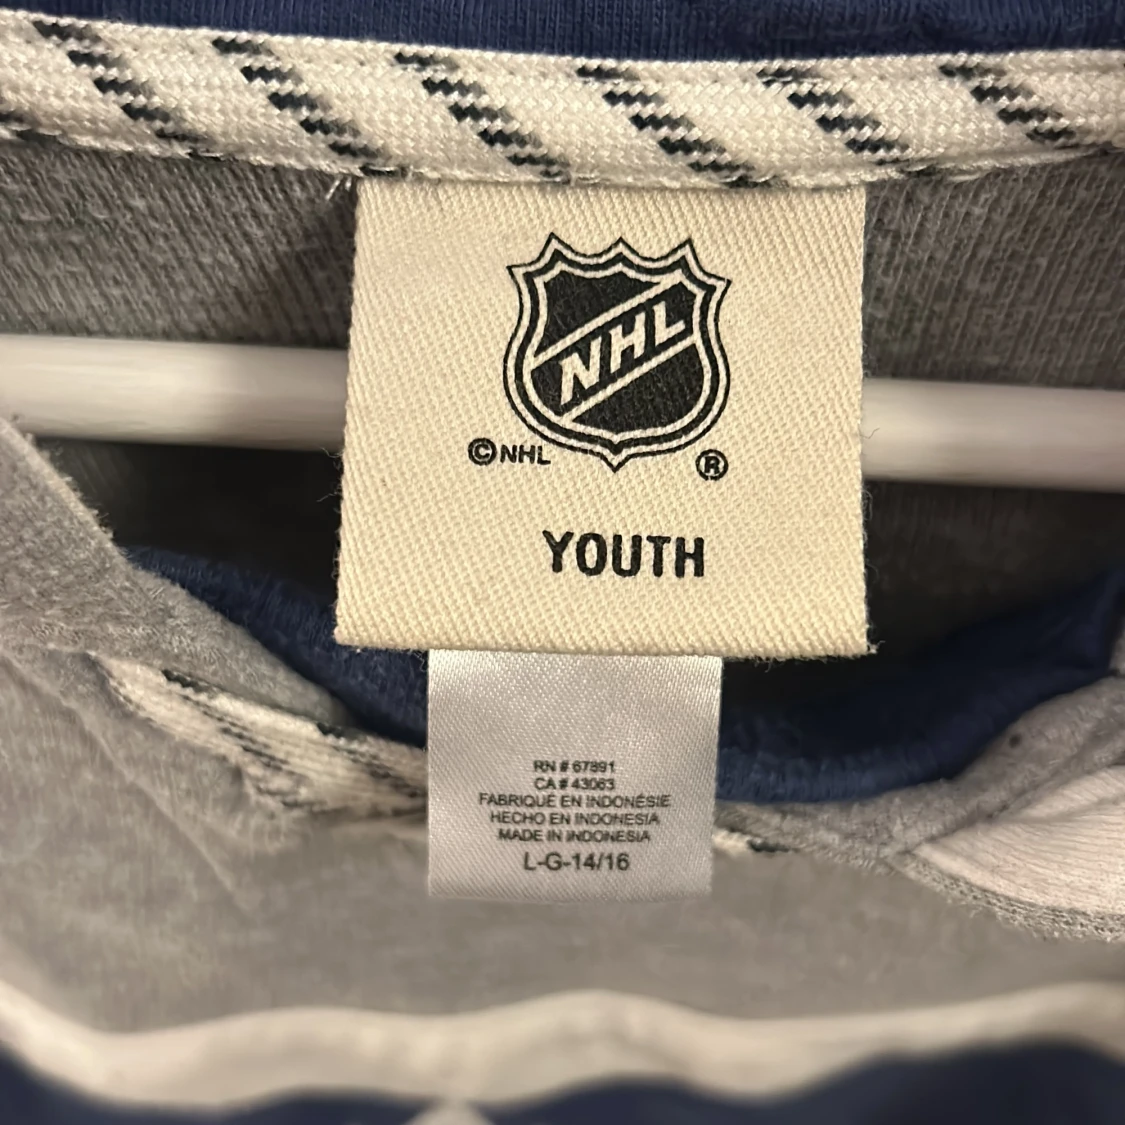 NHL
©NHL ®
YOUTH
RN # 67891
CA # 43063
FABRIQUÉ EN INDONÉSIE
HECHO EN INDONESIA
MADE IN INDONESIA
L-G-14/16